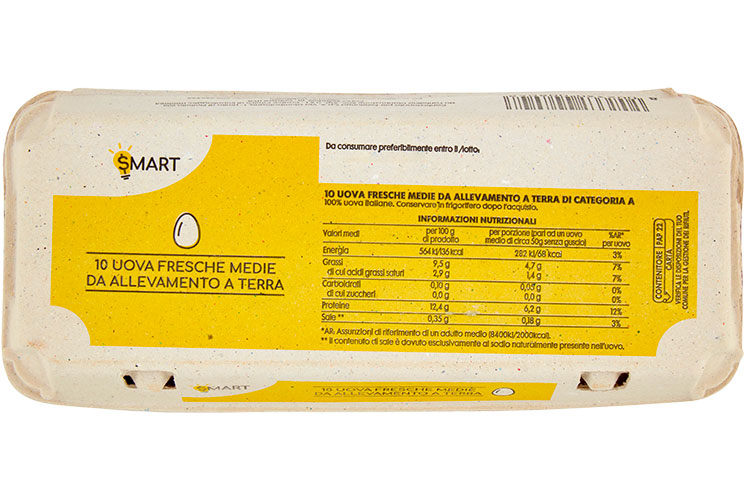 Da consumare preferibilmente entro il /lotto:
$MART
10 UOVA FRESCHE MEDIE
DA ALLEVAMENTO A TERRA
10 UOVA FRESCHE MEDIE DA ALLEVAMENTO A TERRA DI CATEGORIA A
100% uova italiane. Conservare in frigorifero dopo l'acquisto.
INFORMAZIONI NUTRIZIONALI
Valori medi per 100 g di prodotto per porzione (pari ad un uovo medio di circa 50g senza guscio) %AR* per uovo
Energia 564 kJ/136 kcal 282 kJ/68 kcal 3%
Grassi 9,5 g 4,7 g 7%
di cui acidi grassi saturi 2,9 g 1,4 g 7%
Carboidrati 0,10 g 0,05 g 0%
di cui zuccheri 0,0 g 0,0 g 0%
Proteine 12,4 g 6,2 g 12%
Sale ** 0,35 g 0,18 g 3%
*AR: Assunzioni di riferimento di un adulto medio (8400kJ/2000kcal).
** Il contenuto di sale è dovuto esclusivamente al sodio naturalmente presente nell'uovo.
CONTENITORE PAP 22
CARTA
VERIFICA LE DISPOSIZIONI DEL TUO
COMUNE PER LA GESTIONE DEI RIFIUTI.
$MART
10 UOVA FRESCHE MEDIE
DA ALLEVAMENTO A TERRA